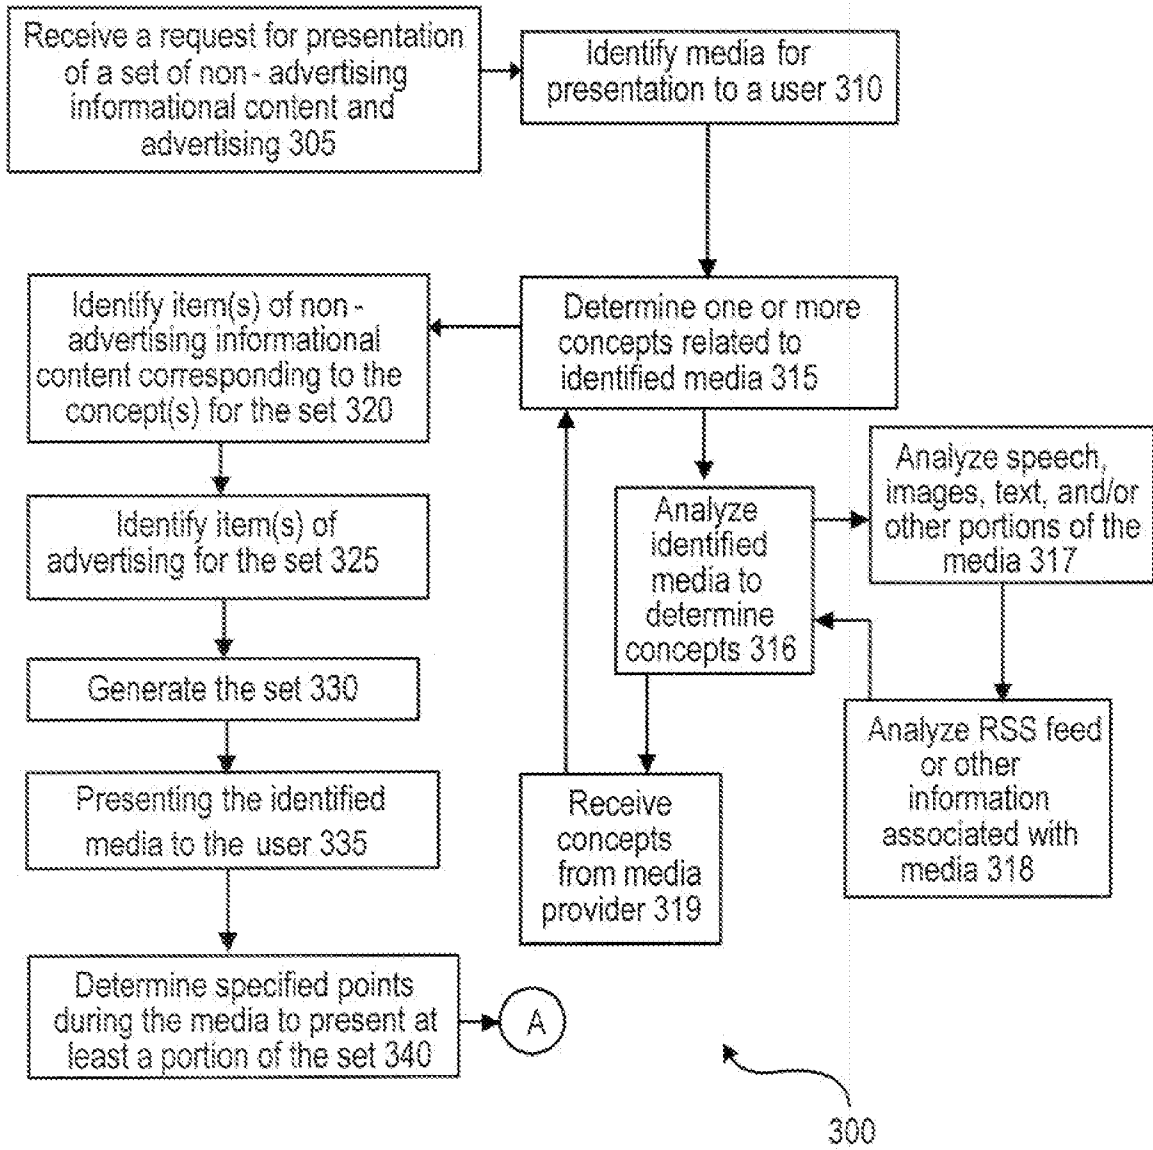 Receive a request for presentation
of a set of non - advertising
informational content and
advertising 305
Identify media for
presentation to a user 310
Determine one or more
concepts related to
identified media 315
Identify item(s) of non -
advertising informational
content corresponding to the
concept(s) for the set 320
Identify item(s) of
advertising for the set 325
Generate the set 330
Presenting the identified
media to the user 335
Determine specified points
during the media to present at
least a portion of the set 340
A
Analyze
identified
media to
determine
concepts 316
Analyze speech,
images, text, and/or
other portions of the
media 317
Analyze RSS feed
or other
information
associated with
media 318
Receive
concepts
from media
provider 319
300